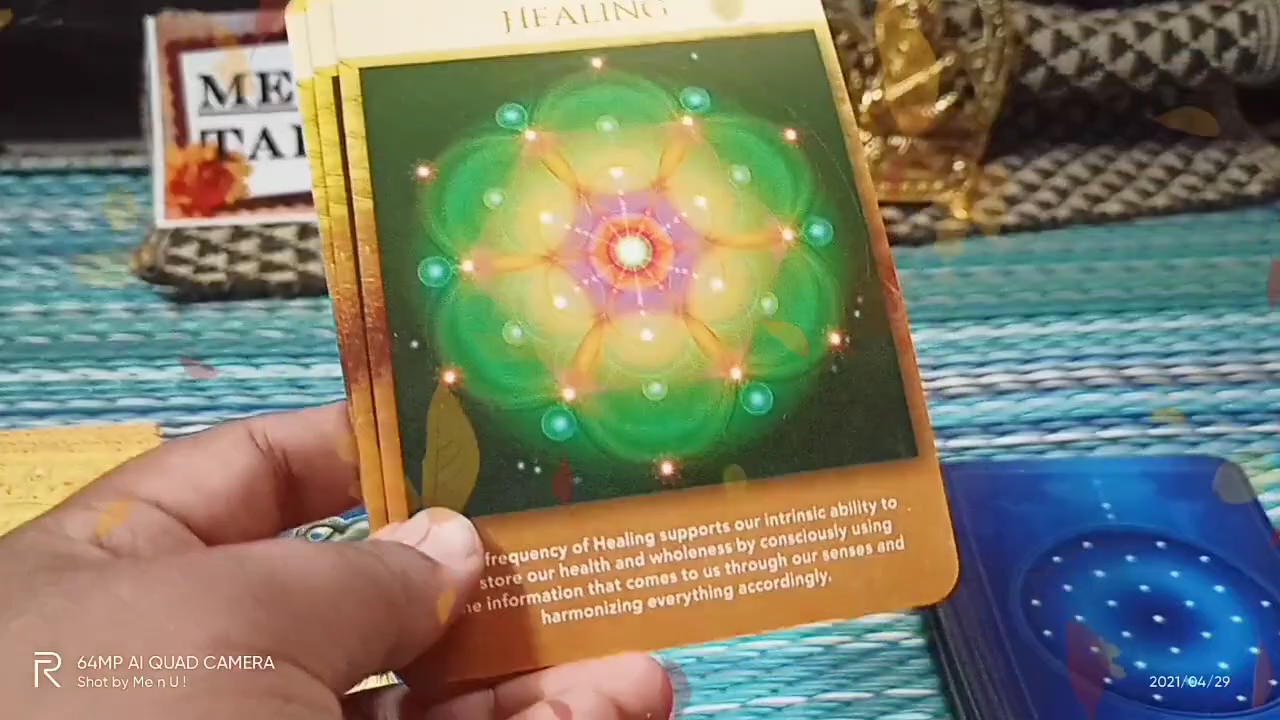 HEALING
ME
TA
frequency of Healing supports our intrinsic ability to
store our health and wholeness by consciously using
information that comes to us through our senses and
harmonizing everything accordingly.
R
64MP AI QUAD CAMERA
Shot by Me n U !
2021/04/29